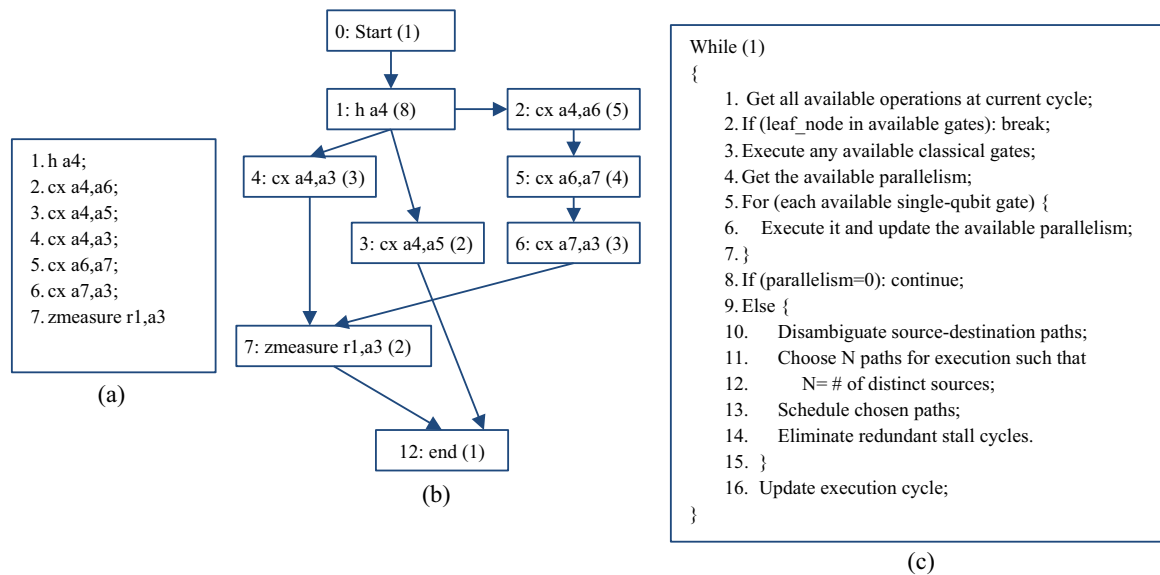 1. h a4;
2. cx a4,a6;
3. cx a4,a5;
4. cx a4,a3;
5. cx a6,a7;
6. cx a7,a3;
7. zmeasure r1,a3
(a)
0: Start (1)
1: h a4 (8)
2: cx a4,a6 (5)
4: cx a4,a3 (3)
5: cx a6,a7 (4)
3: cx a4,a5 (2)
6: cx a7,a3 (3)
7: zmeasure r1,a3 (2)
12: end (1)
(b)
While (1)
{
1. Get all available operations at current cycle;
2. If (leaf_node in available gates): break;
3. Execute any available classical gates;
4. Get the available parallelism;
5. For (each available single-qubit gate) {
6. Execute it and update the available parallelism;
7. }
8. If (parallelism=0): continue;
9. Else {
10. Disambiguate source-destination paths;
11. Choose N paths for execution such that
12. N= # of distinct sources;
13. Schedule chosen paths;
14. Eliminate redundant stall cycles.
15. }
16. Update execution cycle;
}
(c)